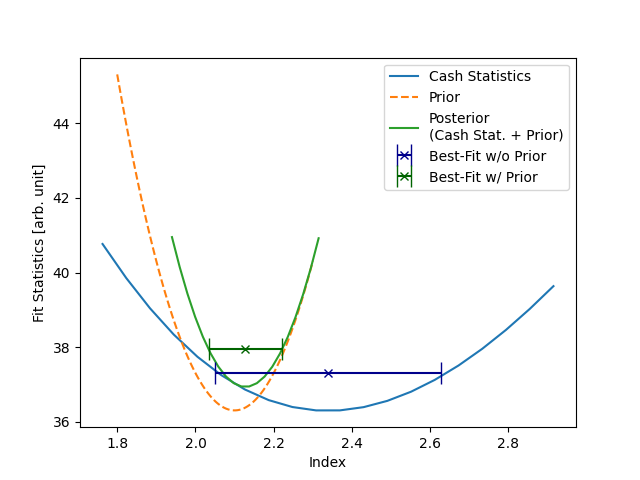 Cash Statistics
Prior
Posterior
(Cash Stat. + Prior)
Best-Fit w/o Prior
Best-Fit w/ Prior
Fit Statistics [arb. unit]
44
42
40
38
36
1.8 2.0 2.2 2.4 2.6 2.8
Index